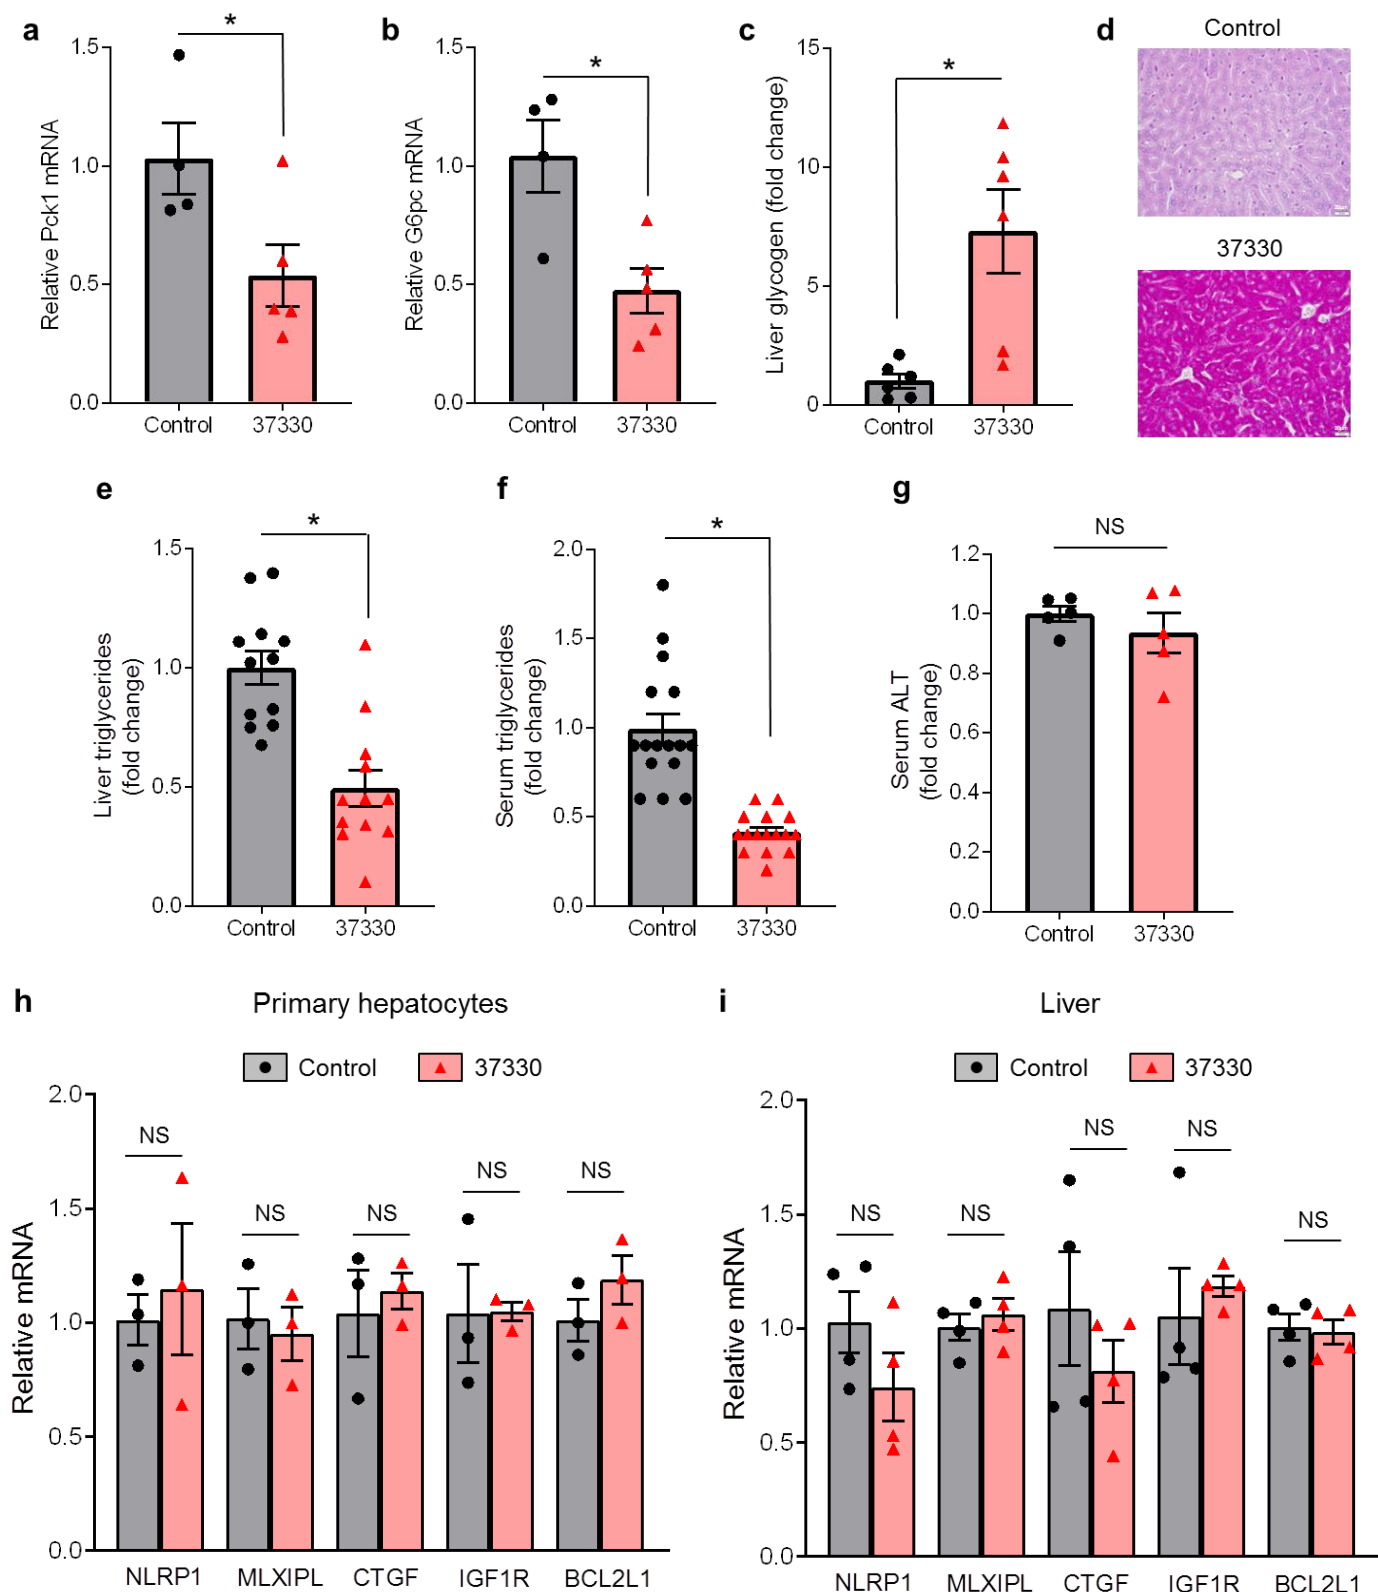 a
*
1.5
1.0
0.5
0.0
Relative Pck1 mRNA
Control
37330
b
*
1.5
1.0
0.5
0.0
Relative G6pc mRNA
Control
37330
c
*
15
10
5
0
Liver glycogen (fold change)
Control
37330
d
Control
37330
e
*
1.5
1.0
0.5
0.0
Liver triglycerides
(fold change)
Control
37330
f
*
2.0
1.5
1.0
0.5
0.0
Serum triglycerides
(fold change)
Control
37330
g
NS
1.2
1.0
0.8
0.6
0.4
0.2
0.0
Serum ALT
(fold change)
Control
37330
h
Primary hepatocytes
Control
37330
2.0
1.5
1.0
0.5
0.0
Relative mRNA
NS
NS
NS
NS
NS
NLRP1
MLXIPL
CTGF
IGF1R
BCL2L1
i
Liver
Control
37330
2.0
1.5
1.0
0.5
0.0
Relative mRNA
NS
NS
NS
NS
NS
NLRP1
MLXIPL
CTGF
IGF1R
BCL2L1